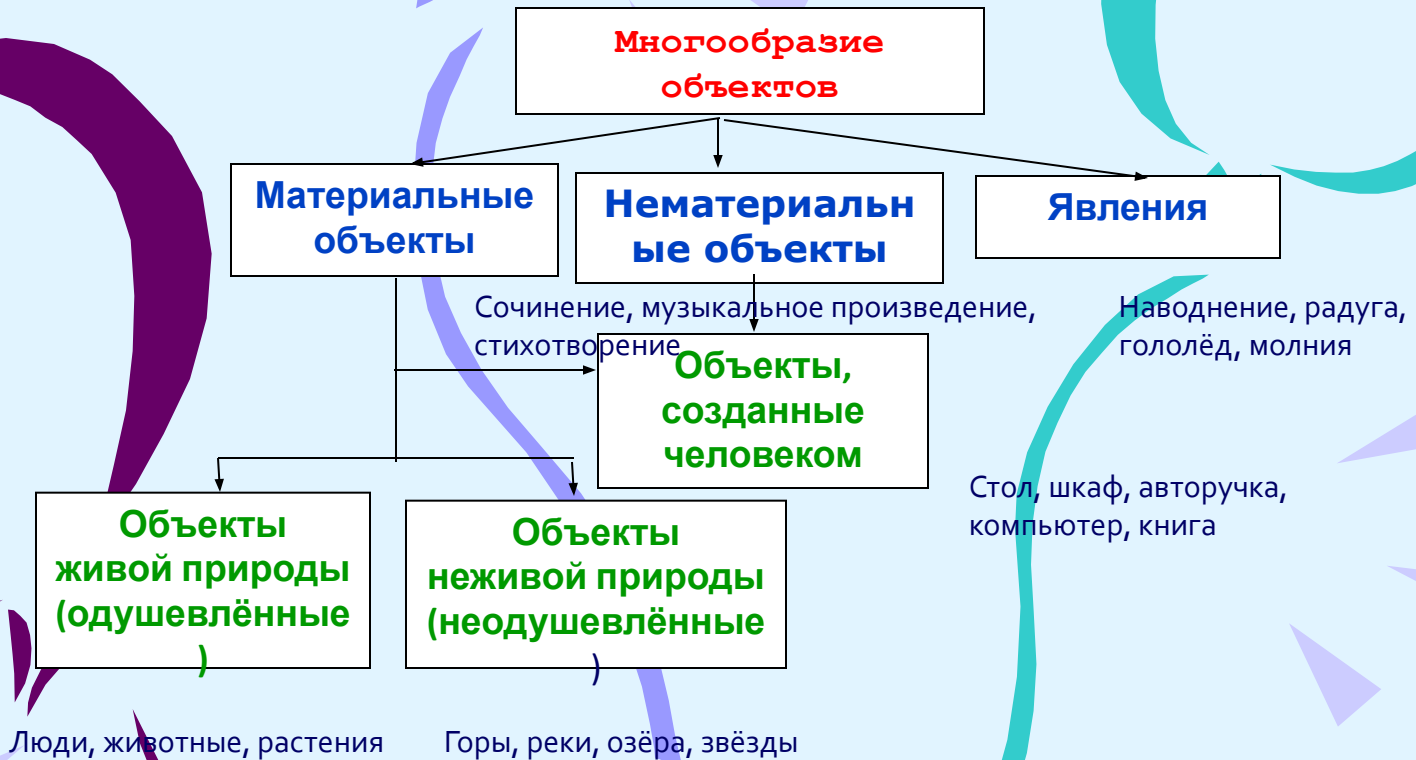 Многообразие
объектов
Материальные
объекты
Нематериальн
ые объекты
Явления
Сочинение, музыкальное произведение,
стихотворение
Наводнение, радуга,
гололёд, молния
Объекты,
созданные
человеком
Стол, шкаф, авторучка,
компьютер, книга
Объекты
живой природы
(одушевлённые
)
Объекты
неживой природы
(неодушевлённые
)
Люди, животные, растения
Горы, реки, озёра, звёзды